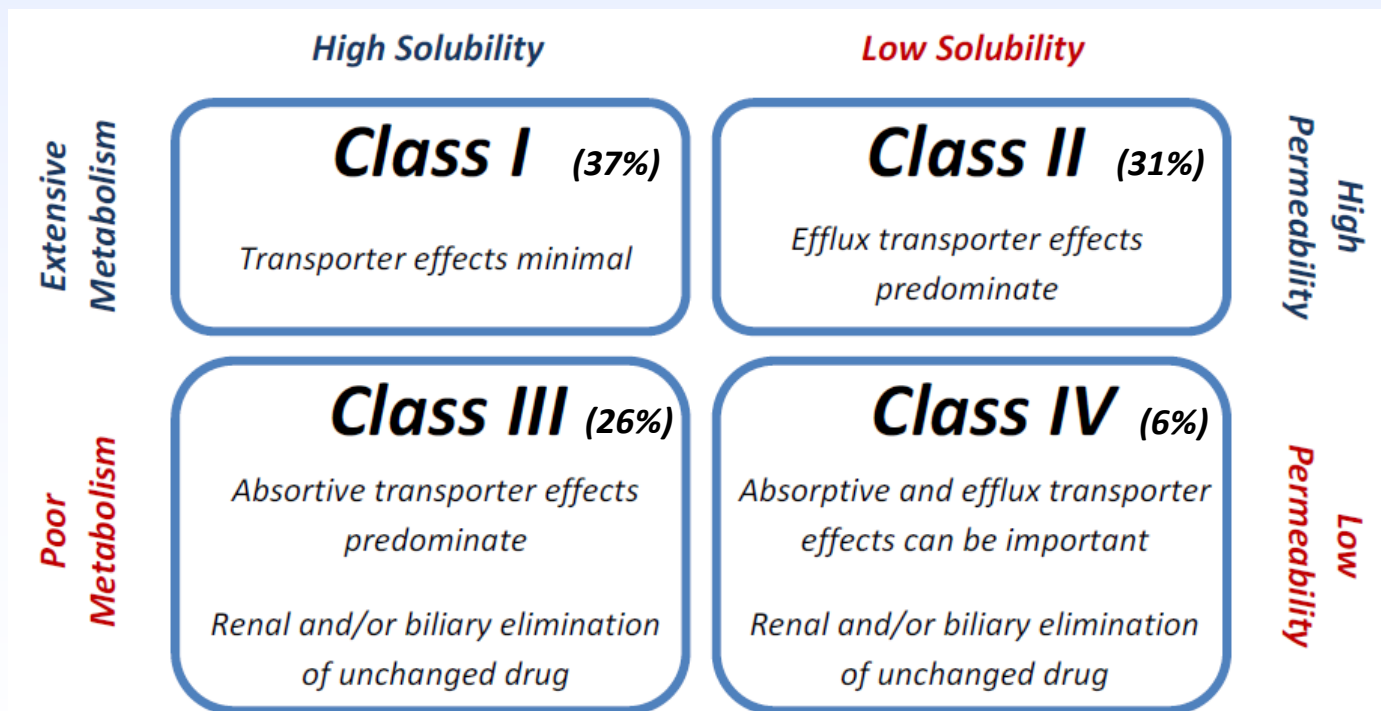 High Solubility
Low Solubility
Extensive
Metabolism
Class I (37%)
Transporter effects minimal
Class II (31%)
Efflux transporter effects
predominate
High
Permeability
Poor
Metabolism
Class III (26%)
Absortive transporter effects
predominate
Renal and/or biliary elimination
of unchanged drug
Class IV (6%)
Absorptive and efflux transporter
effects can be important
Renal and/or biliary elimination
of unchanged drug
Low
Permeability